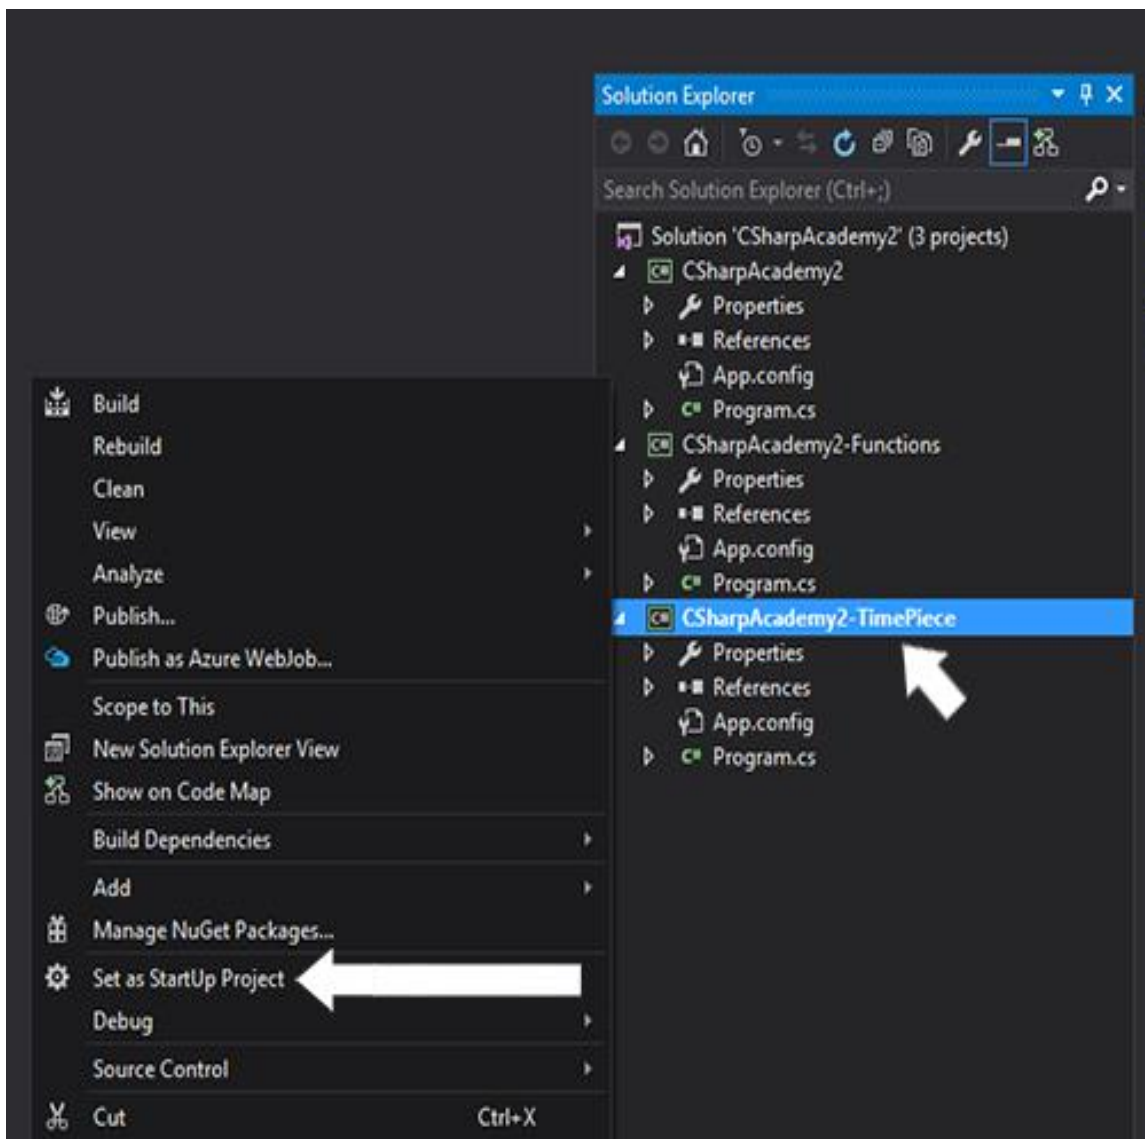 Solution Explorer
Search Solution Explorer (Ctrl+;)
Solution 'CSharpAcademy2' (3 projects)
C# CSharpAcademy2
Properties
References
App.config
C# Program.cs
C# CSharpAcademy2-Functions
Properties
References
App.config
C# Program.cs
C# CSharpAcademy2-TimePiece
Properties
References
App.config
C# Program.cs
Build
Rebuild
Clean
View
Analyze
Publish...
Publish as Azure WebJob...
Scope to This
New Solution Explorer View
Show on Code Map
Build Dependencies
Add
Manage NuGet Packages...
Set as StartUp Project
Debug
Source Control
Cut Ctrl+X